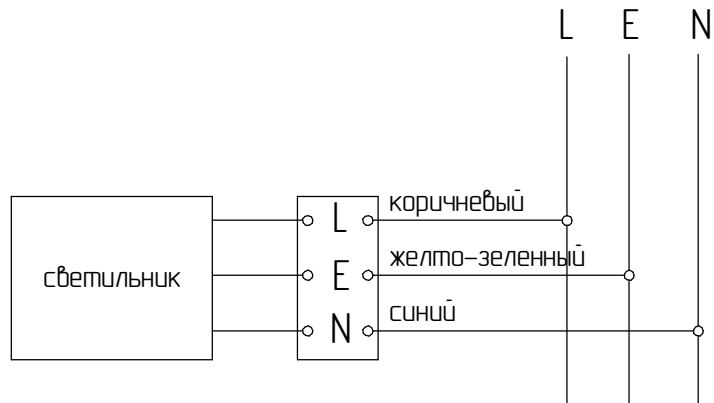 L E N
коричневый
L
желто-зеленный
светильник
E
синий
N